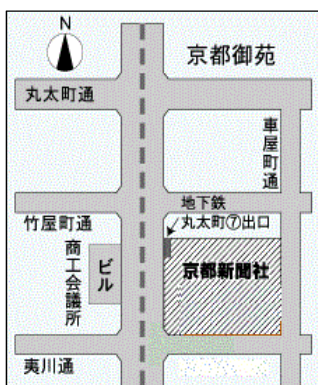 N
京都御苑
丸太町通
車屋町通
地下鉄
丸太町⑦出口
竹屋町通
商工会議所
ビル
京都新聞社
夷川通